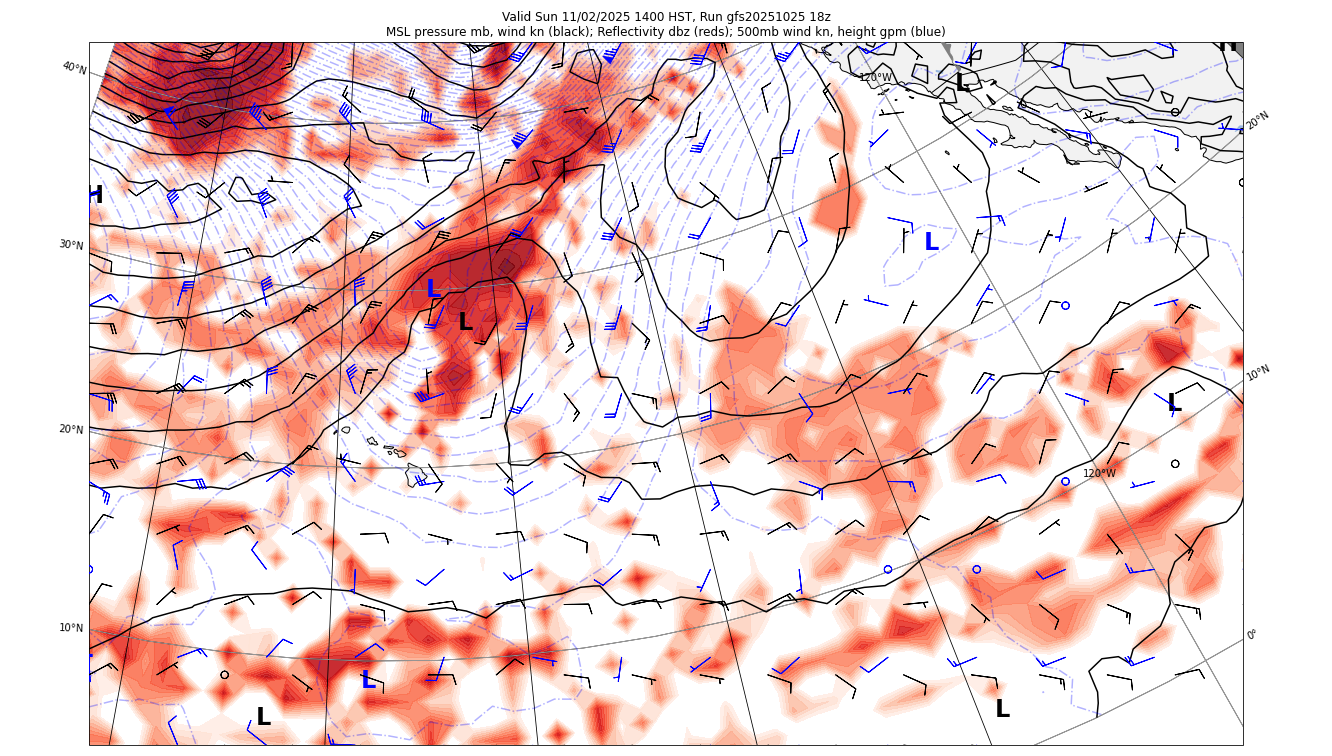 Valid Sun 11/02/2025 1400 HST, Run gfs20251025 18z
MSL pressure mb, wind kn (black); Reflectivity dbz (reds); 500mb wind kn, height gpm (blue)
H
40°N
120°W
L
20°N
H
30°N
L
L
L
10°N
20°N
L
120°W
10°N
0°
L
L
L